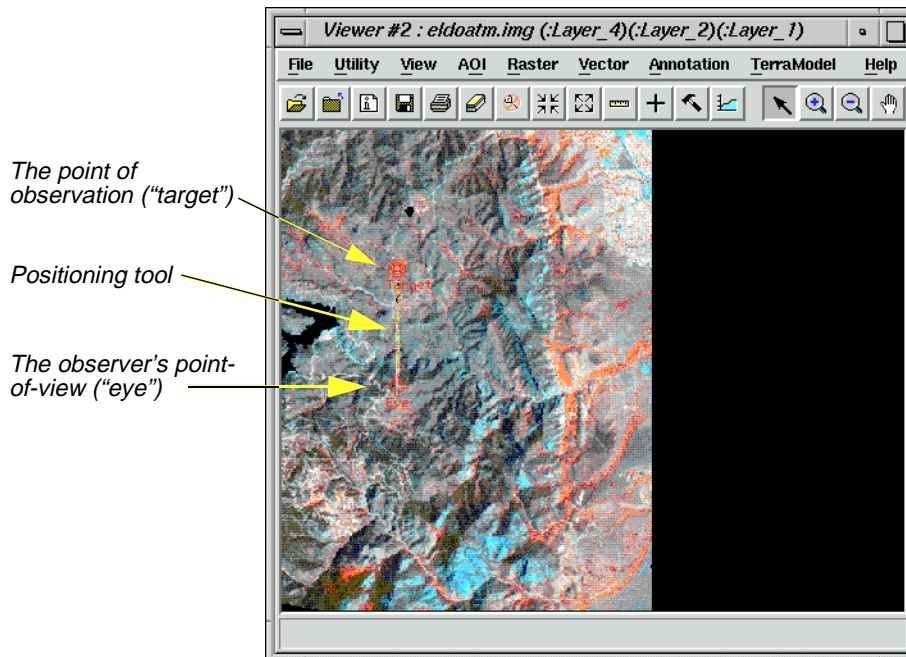 Viewer #2 : eldoatm.img (:Layer_4)(:Layer_2)(:Layer_1)
File Utility View AOI Raster Vector Annotation TerraModel Help
The point of
observation (“target”)
Target
Positioning tool
The observer’s point-
of-view (“eye”)
Eye